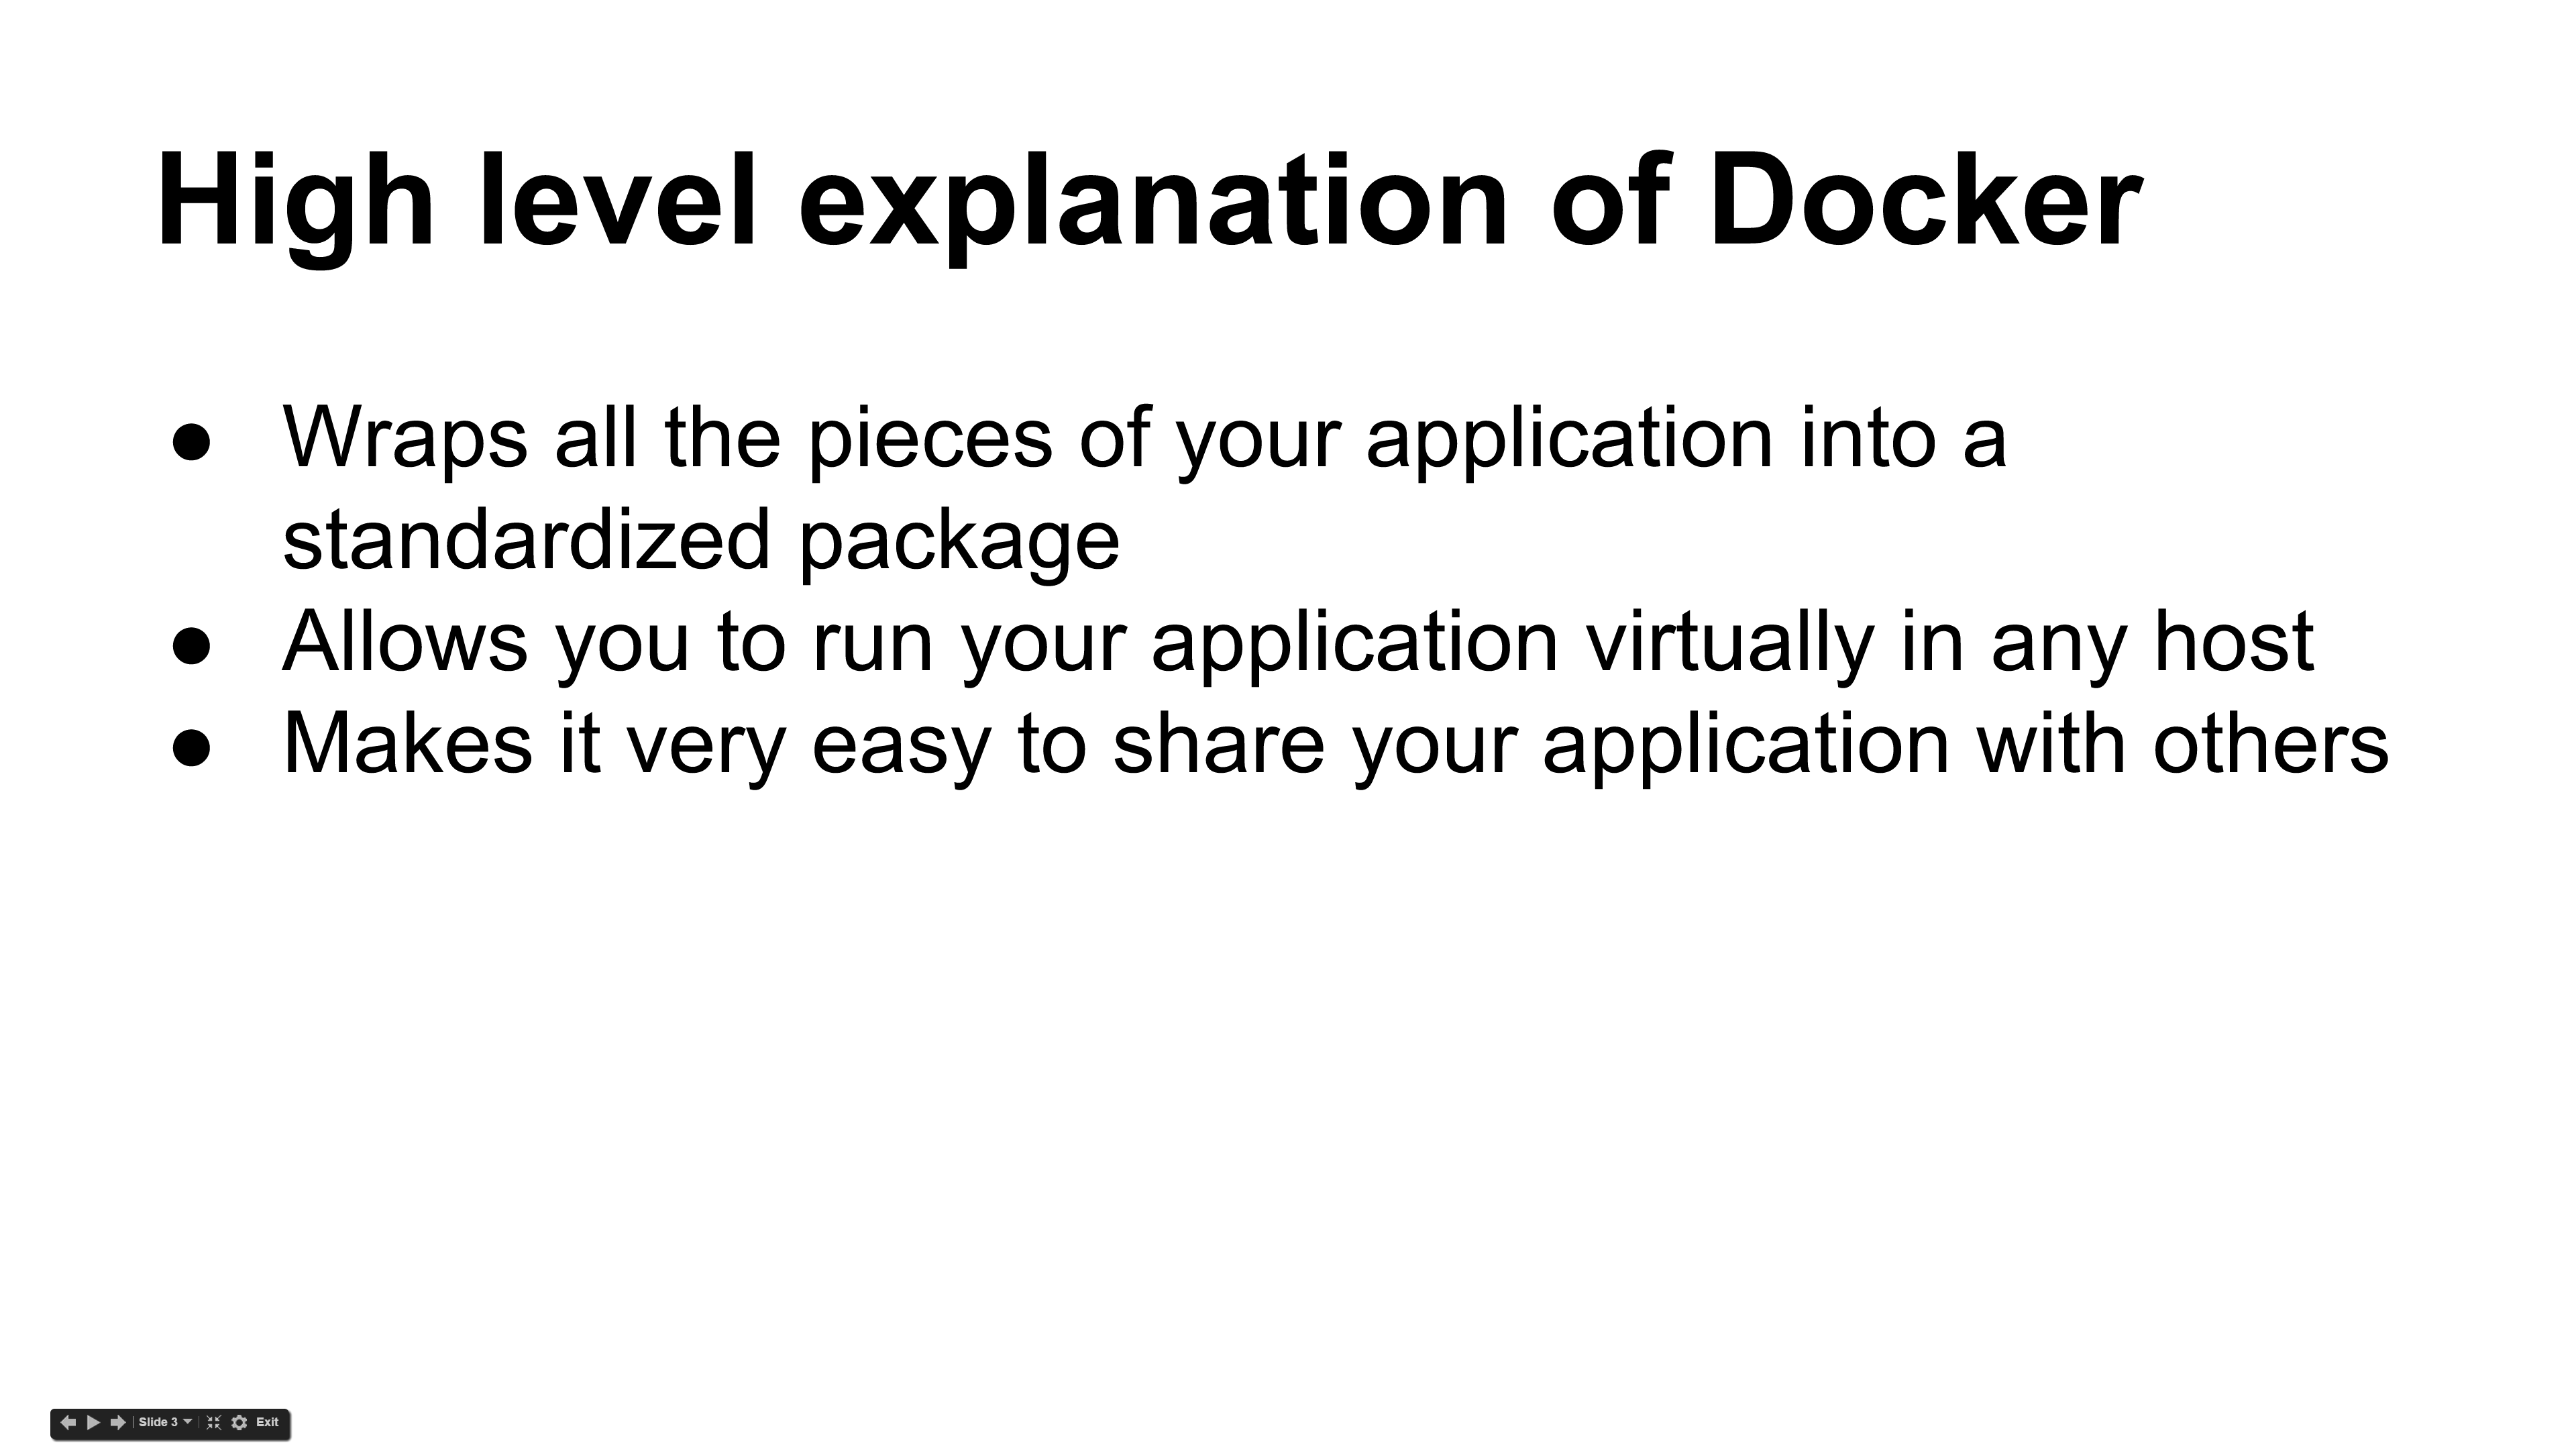 High level explanation of Docker
● Wraps all the pieces of your application into a
standardized package
● Allows you to run your application virtually in any host
● Makes it very easy to share your application with others
Slide 3 Exit